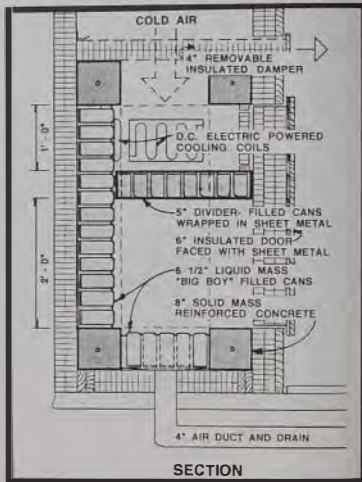 COLD AIR
4" REMOVABLE
INSULATED DAMPER
1'-0"
D.C. ELECTRIC POWERED
COOLING COILS
5" DIVIDER- FILLED CANS
WRAPPED IN SHEET METAL
6" INSULATED DOOR
FACED WITH SHEET METAL
2'-0"
6 1/2" LIQUID MASS
"BIG BOY" FILLED CANS
8" SOLID MASS
REINFORCED CONCRETE
4" AIR DUCT AND DRAIN
SECTION